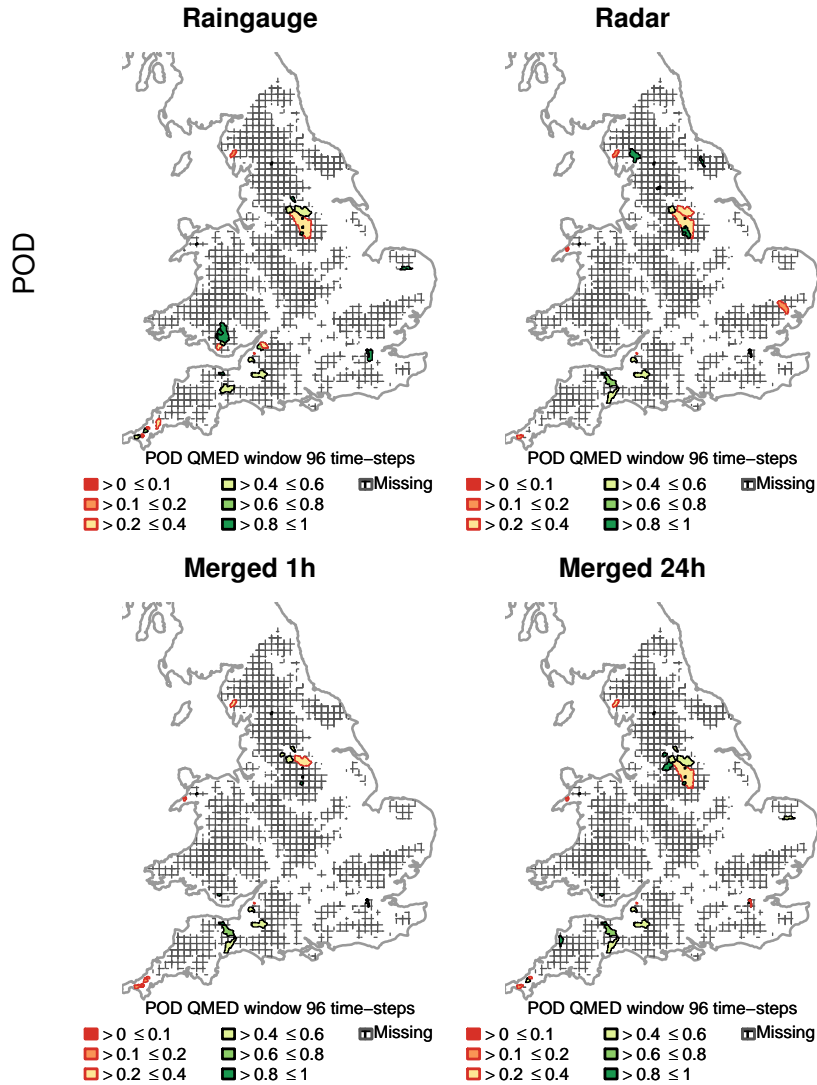 Raingauge
Radar
POD
POD QMED window 96 time−steps
> 0 ≤ 0.1
> 0.4 ≤ 0.6
Missing
> 0.1 ≤ 0.2
> 0.6 ≤ 0.8
> 0.2 ≤ 0.4
> 0.8 ≤ 1
POD QMED window 96 time−steps
> 0 ≤ 0.1
> 0.4 ≤ 0.6
Missing
> 0.1 ≤ 0.2
> 0.6 ≤ 0.8
> 0.2 ≤ 0.4
> 0.8 ≤ 1
Merged 1h
Merged 24h
POD QMED window 96 time−steps
> 0 ≤ 0.1
> 0.4 ≤ 0.6
Missing
> 0.1 ≤ 0.2
> 0.6 ≤ 0.8
> 0.2 ≤ 0.4
> 0.8 ≤ 1
POD QMED window 96 time−steps
> 0 ≤ 0.1
> 0.4 ≤ 0.6
Missing
> 0.1 ≤ 0.2
> 0.6 ≤ 0.8
> 0.2 ≤ 0.4
> 0.8 ≤ 1